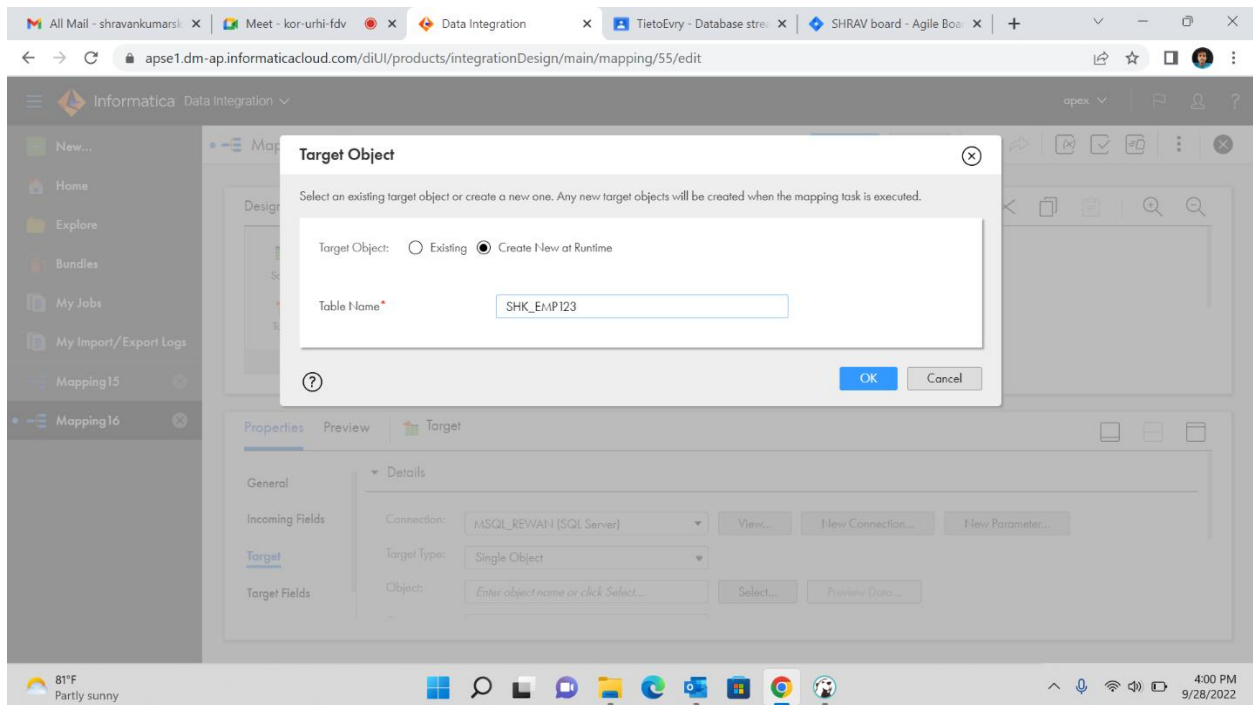 All Mail - shravankumarsh
Meet - kor-urhi-fdv
Data Integration
TietoEvry - Database stre
SHRAV board - Agile Boa
apse1.dm-ap.informaticacloud.com/diUI/products/integrationDesign/main/mapping/55/edit
Informatica Data Integration
apex
New...
Map
Home
Explore
Bundles
My Jobs
My Import/Export Logs
Mapping15
Mapping16
Design
Target Object
Select an existing target object or create a new one. Any new target objects will be created when the mapping task is executed.
Target Object: Existing Create New at Runtime
Table Name* SHK_EMP123
OK Cancel
Properties Preview Target
General
Incoming Fields
Target
Target Fields
Details
Connection: MSQL_REWAN (SQL Server) View... New Connection... New Parameter...
Target Type: Single Object
Object: Enter object name or click Select... Select... Preview Data...
81°F
Partly sunny
4:00 PM
9/28/2022